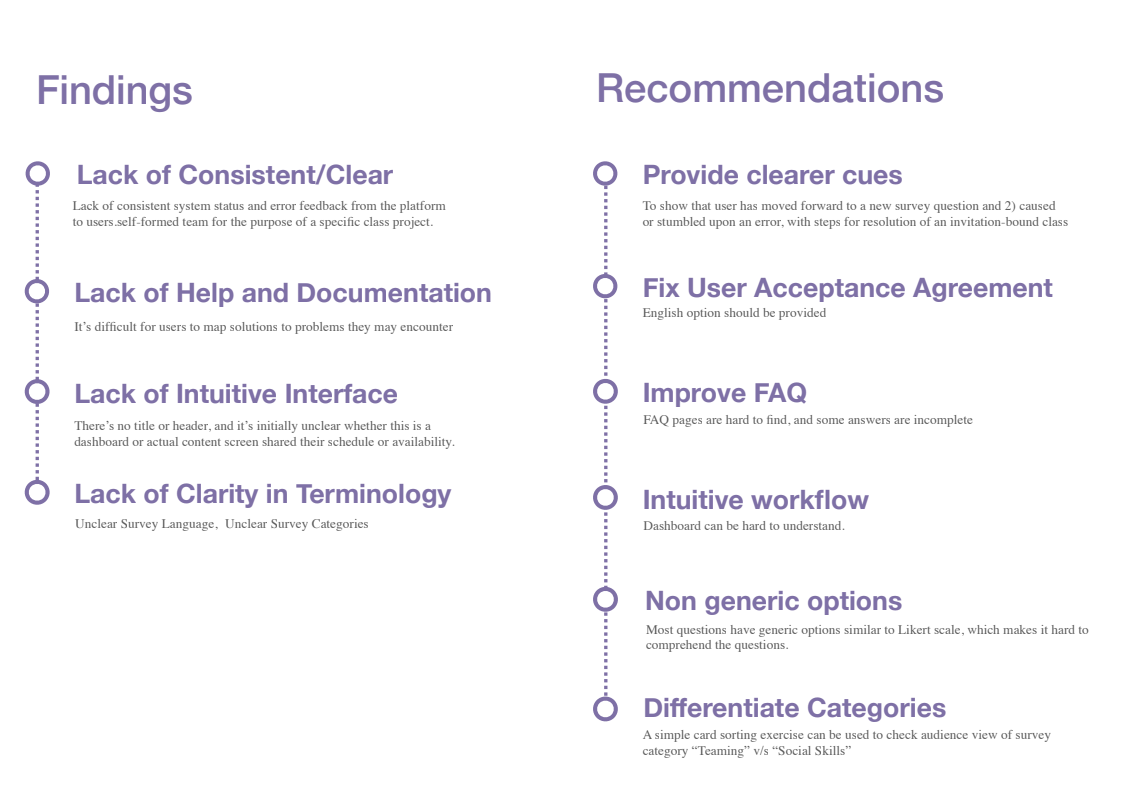 Findings
Lack of Consistent/Clear
Lack of consistent system status and error feedback from the platform
to users.self-formed team for the purpose of a specific class project.
Lack of Help and Documentation
It’s difficult for users to map solutions to problems they may encounter
Lack of Intuitive Interface
There’s no title or header, and it’s initially unclear whether this is a
dashboard or actual content screen shared their schedule or availability.
Lack of Clarity in Terminology
Unclear Survey Language,  Unclear Survey Categories
Recommendations
Provide clearer cues
To show that user has moved forward to a new survey question and 2) caused
or stumbled upon an error, with steps for resolution of an invitation-bound class
Fix User Acceptance Agreement
English option should be provided
Improve FAQ
FAQ pages are hard to find, and some answers are incomplete
Intuitive workflow
Dashboard can be hard to understand.
Non generic options
Most questions have generic options similar to Likert scale, which makes it hard to
comprehend the questions.
Differentiate Categories
A simple card sorting exercise can be used to check audience view of survey
category “Teaming” v/s “Social Skills”